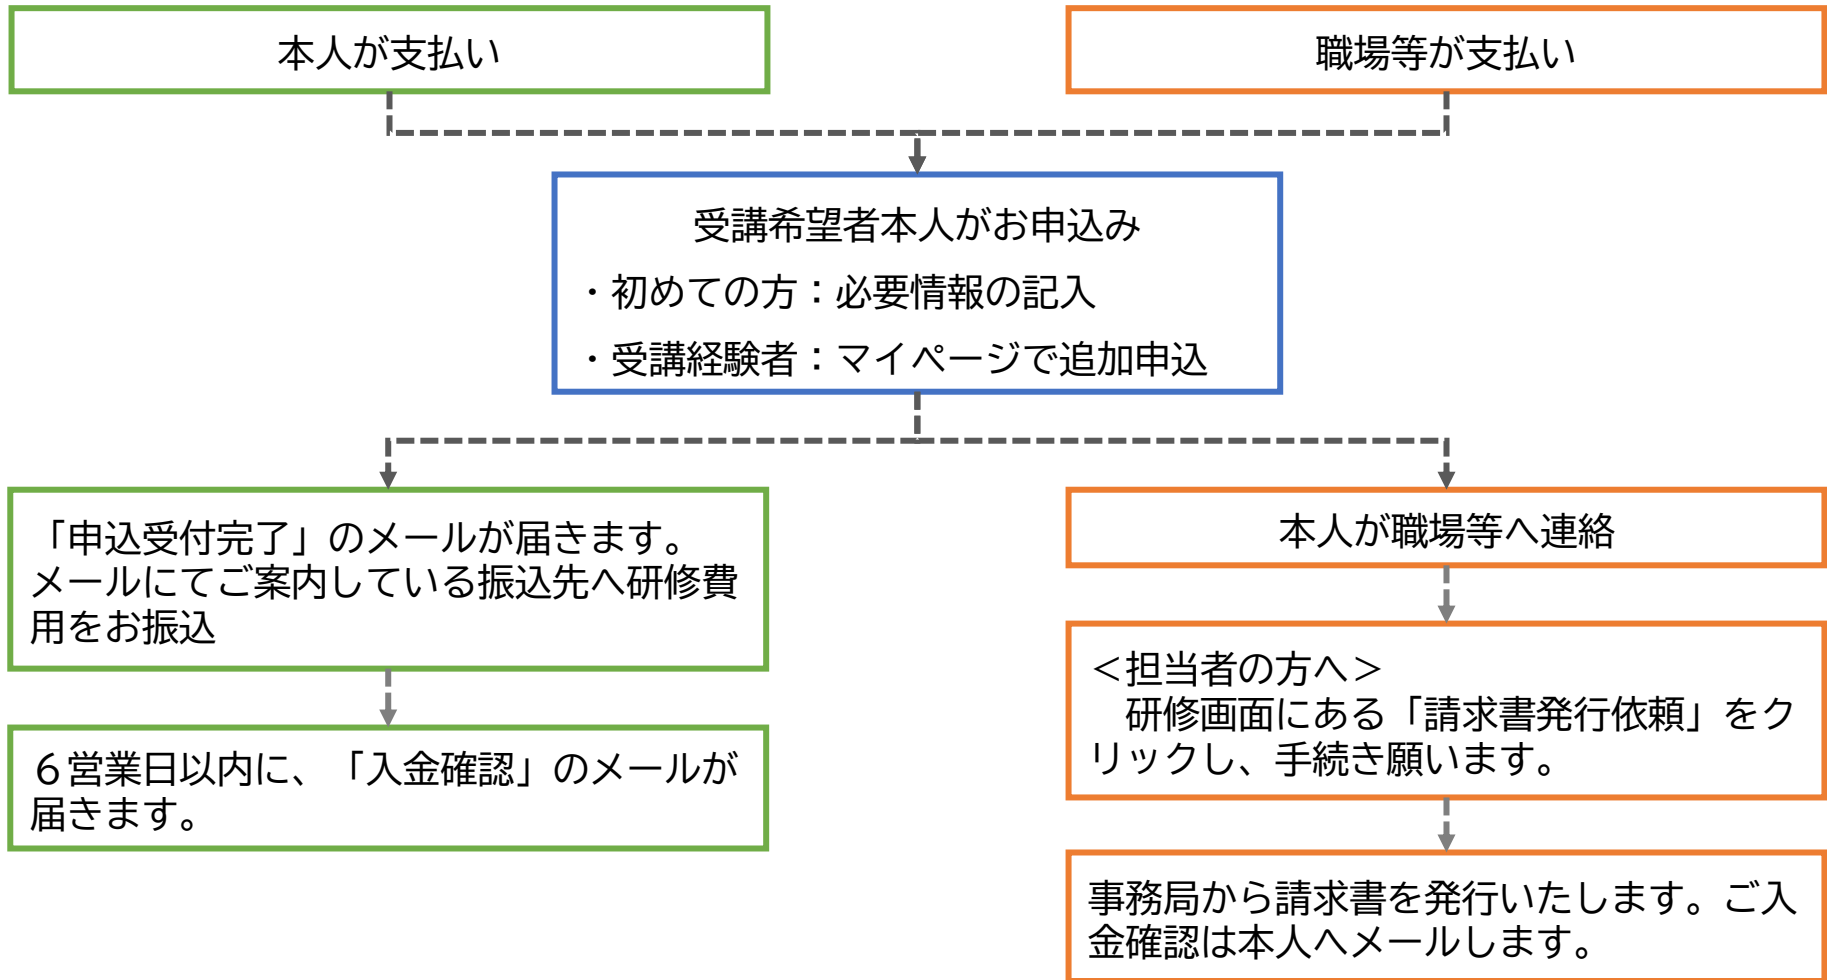 本人が支払い
職場等が支払い
受講希望者本人がお申込み
・初めての方：必要情報の記入
・受講経験者：マイページで追加申込
「申込受付完了」のメールが届きます。
メールにてご案内している振込先へ研修費
用をお振込
６営業日以内に、「入金確認」のメールが
届きます。
本人が職場等へ連絡
＜担当者の方へ＞
　研修画面にある「請求書発行依頼」をク
リックし、手続き願います。
事務局から請求書を発行いたします。ご入
金確認は本人へメールします。